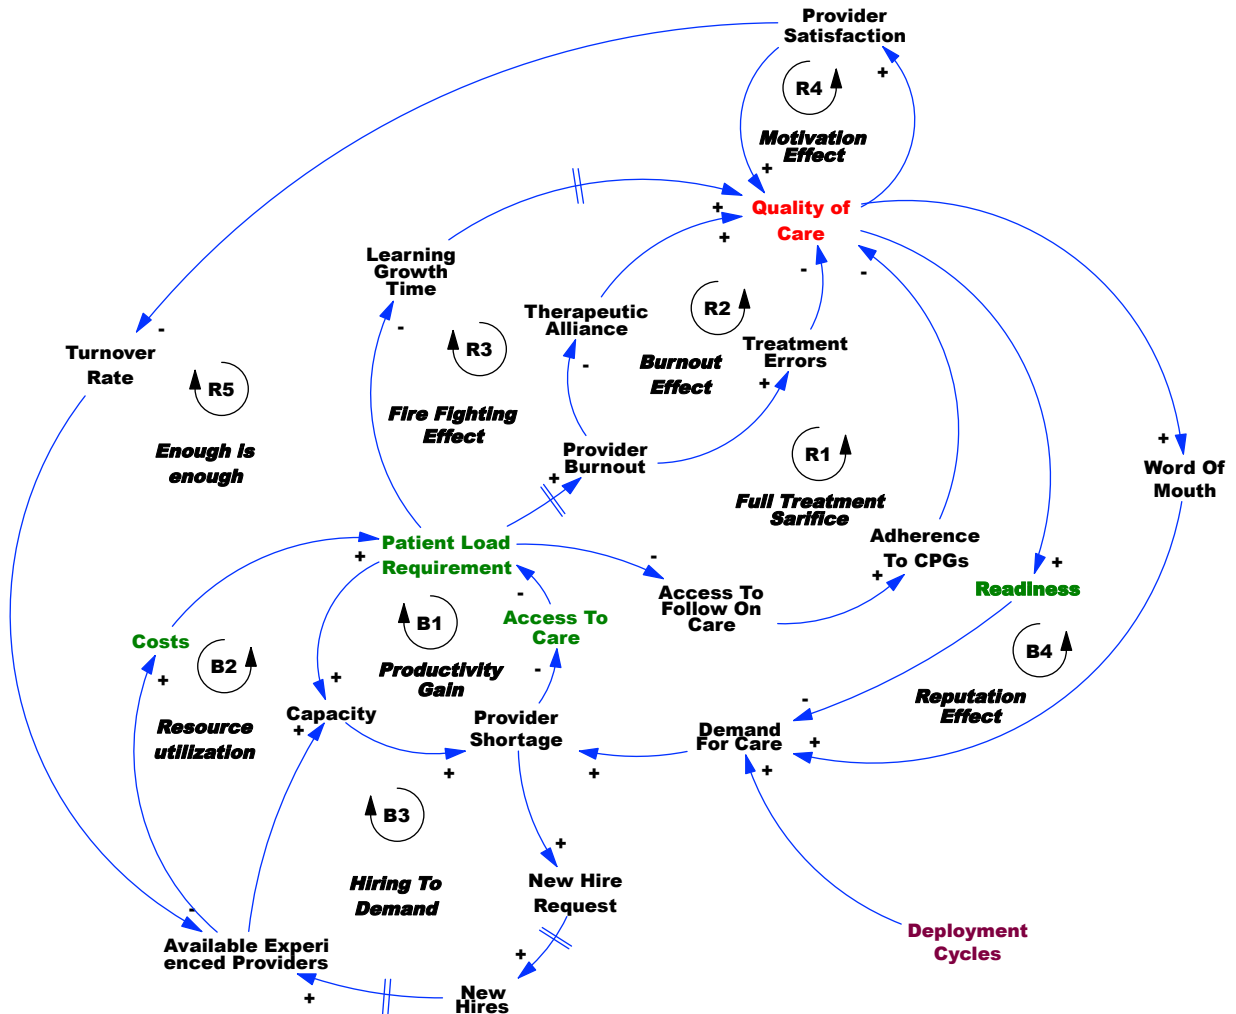 Provider
Satisfaction
+
R4
Motivation
Effect
+
Quality of
Care
+
+
-
-
Learning
Growth
Time
-
Therapeutic
Alliance
-
R2
Burnout
Effect
Treatment
Errors
+
R3
Fire Fighting
Effect
Turnover
Rate
-
R5
Enough is
enough
Provider
Burnout
+
R1
Full Treatment
Sarifice
Word Of
Mouth
+
Adherence
To CPGs
+
Patient Load
Requirement
+
-
Access To
Follow On
Care
-
Readiness
+
Access To
Care
-
B1
Productivity
Gain
Costs
+
B2
Resource
utilization
B4
Reputation
Effect
Capacity
+
+
Provider
Shortage
+
+
Demand
For Care
-
+
+
B3
Hiring To
Demand
+
New Hire
Request
+
Available Experi
enced Providers
-
+
New
Hires
Deployment
Cycles